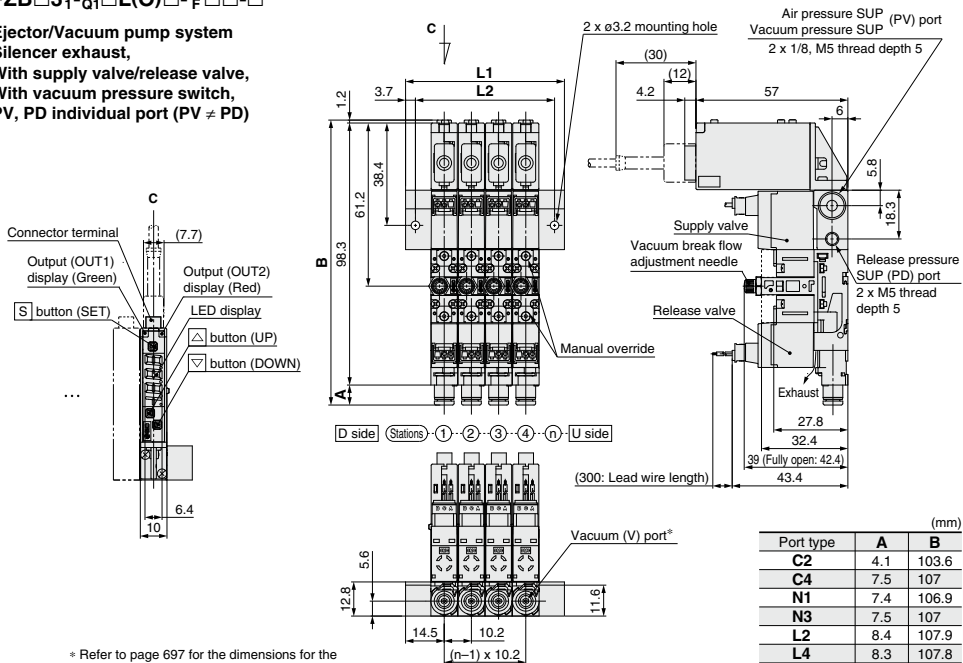 Ejector/Vacuum pump system
Silencer exhaust,
With supply valve/release valve,
With vacuum pressure switch,
PV, PD individual port (PV ≠ PD)
C
2 x ø3.2 mounting hole
Air pressure SUP
Vacuum pressure SUP
(PV) port
2 x 1/8, M5 thread depth 5
L1
L2
3.7
1.2
38.4
61.2
98.3
B
A
(30)
(12)
4.2
57
6
5.8
18.3
Supply valve
Vacuum break flow
adjustment needle
Release valve
Release pressure
SUP (PD) port
2 x M5 thread
depth 5
Exhaust
27.8
32.4
39 (Fully open: 42.4)
43.4
(300: Lead wire length)
Manual override
C
Connector terminal
(7.7)
Output (OUT1)
display (Green)
Output (OUT2)
display (Red)
S button (SET)
LED display
△ button (UP)
▽ button (DOWN)
...
6.4
10
D side (Stations) 1 2 3 4 n U side
Vacuum (V) port*
5.6
12.8
11.6
14.5
10.2
(n–1) x 10.2
(mm)
Port type A B
C2 4.1 103.6
C4 7.5 107
N1 7.4 106.9
N3 7.5 107
L2 8.4 107.9
L4 8.3 107.8
* Refer to page 697 for the dimensions for the